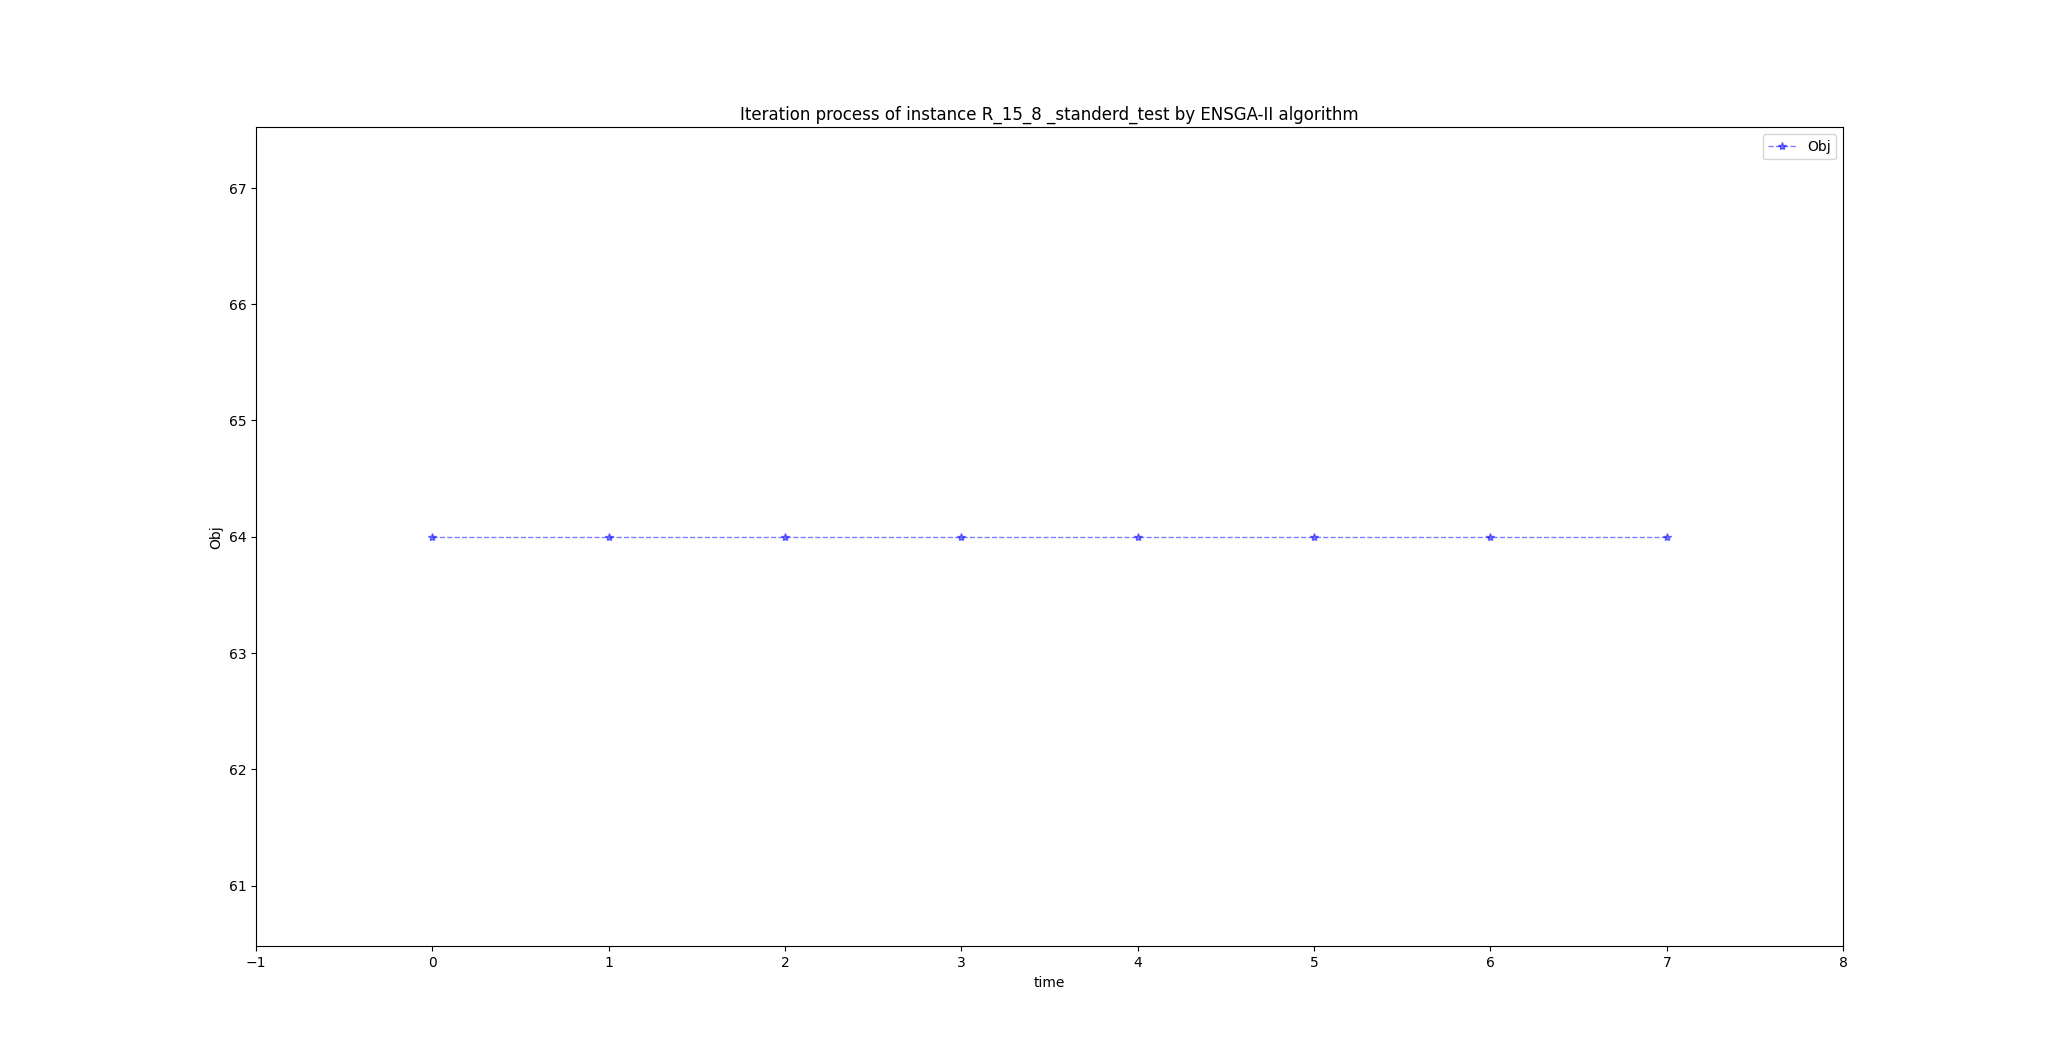 Iteration process of instance R_15_8 _standerd_test by ENSGA-II algorithm
Obj
67
66
65
64
63
62
61
Obj
−1 0 1 2 3 4 5 6 7 8
time